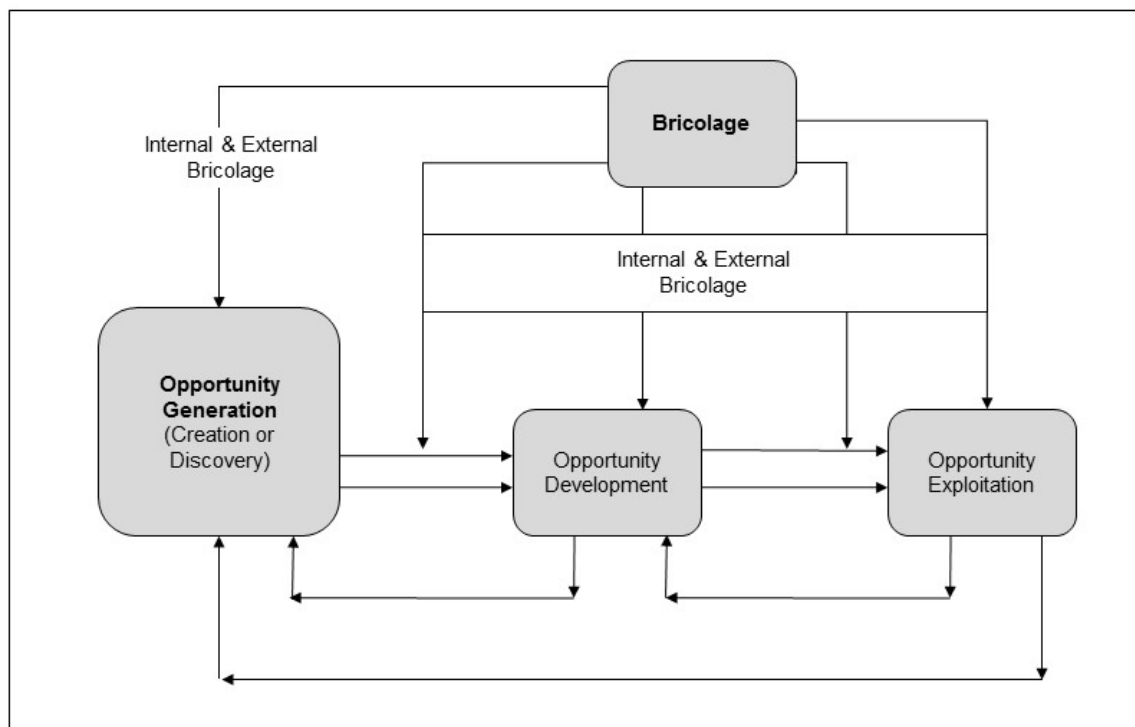 Bricolage
Internal & External
Bricolage
Internal & External
Bricolage
Opportunity
Generation
(Creation or
Discovery)
Opportunity
Development
Opportunity
Exploitation